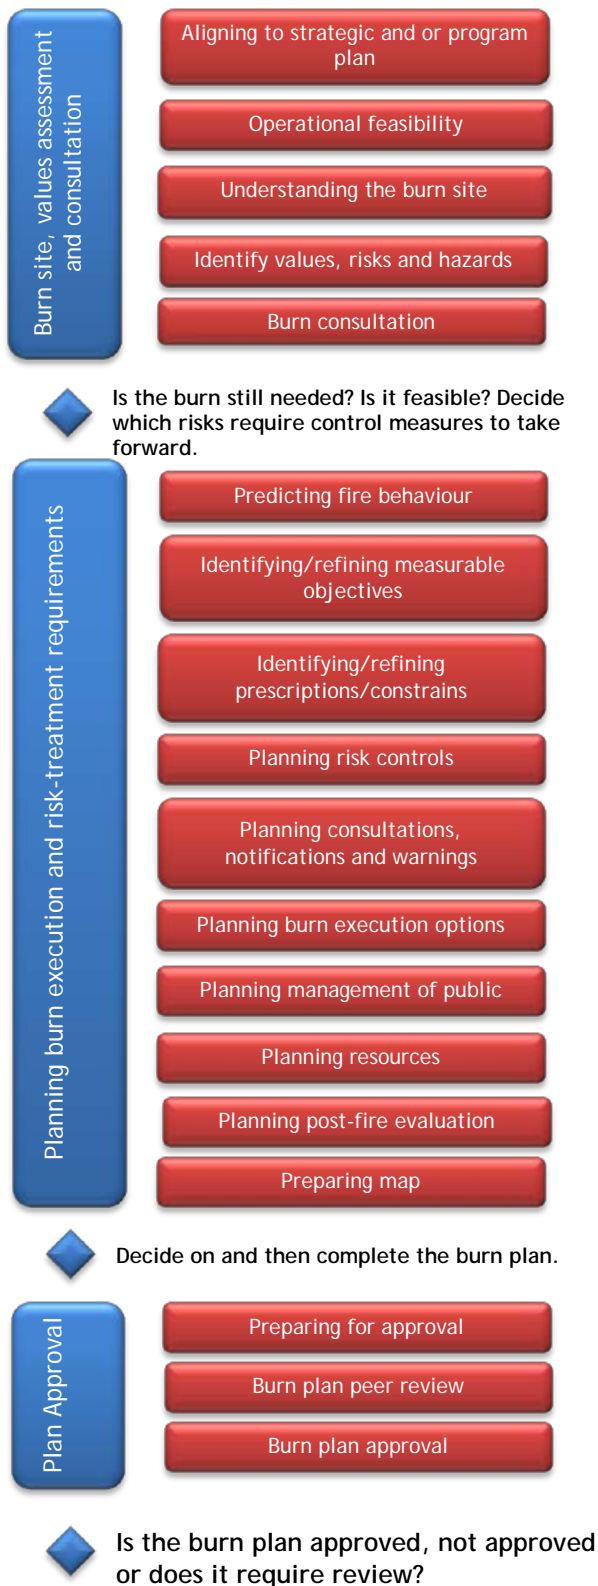 Burn site, values assessment
and consultation
Aligning to strategic and or program
plan
Operational feasibility
Understanding the burn site
Identify values, risks and hazards
Burn consultation
Is the burn still needed? Is it feasible? Decide
which risks require control measures to take
forward.
Planning burn execution and risk-treatment requirements
Predicting fire behaviour
Identifying/refining measurable
objectives
Identifying/refining
prescriptions/constrains
Planning risk controls
Planning consultations,
notifications and warnings
Planning burn execution options
Planning management of public
Planning resources
Planning post-fire evaluation
Preparing map
Decide on and then complete the burn plan.
Plan Approval
Preparing for approval
Burn plan peer review
Burn plan approval
Is the burn plan approved, not approved
or does it require review?